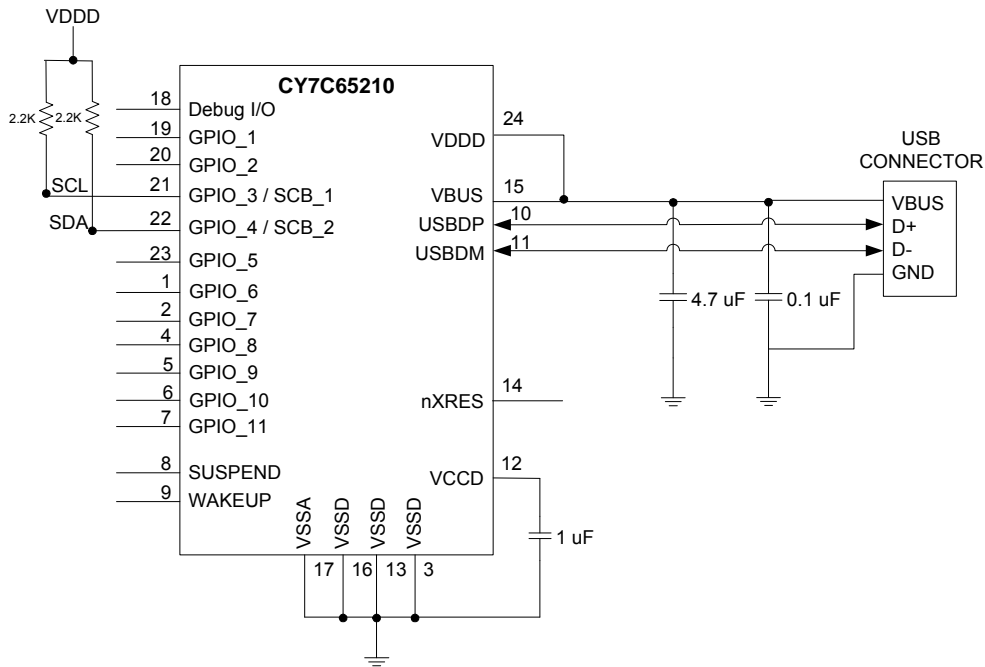 VDDD
CY7C65210
2.2K
2.2K
SCL
SDA
18 Debug I/O
19 GPIO_1
20 GPIO_2
21 GPIO_3 / SCB_1
22 GPIO_4 / SCB_2
23 GPIO_5
1 GPIO_6
2 GPIO_7
4 GPIO_8
5 GPIO_9
6 GPIO_10
7 GPIO_11
8 SUSPEND
9 WAKEUP
VDDD 24
VBUS 15
USBDP 10
USBDM 11
nXRES 14
VCCD 12
VSSA
VSSD
VSSD
VSSD
17
16
13
3
4.7 uF
0.1 uF
1 uF
USB
CONNECTOR
VBUS
D+
D-
GND